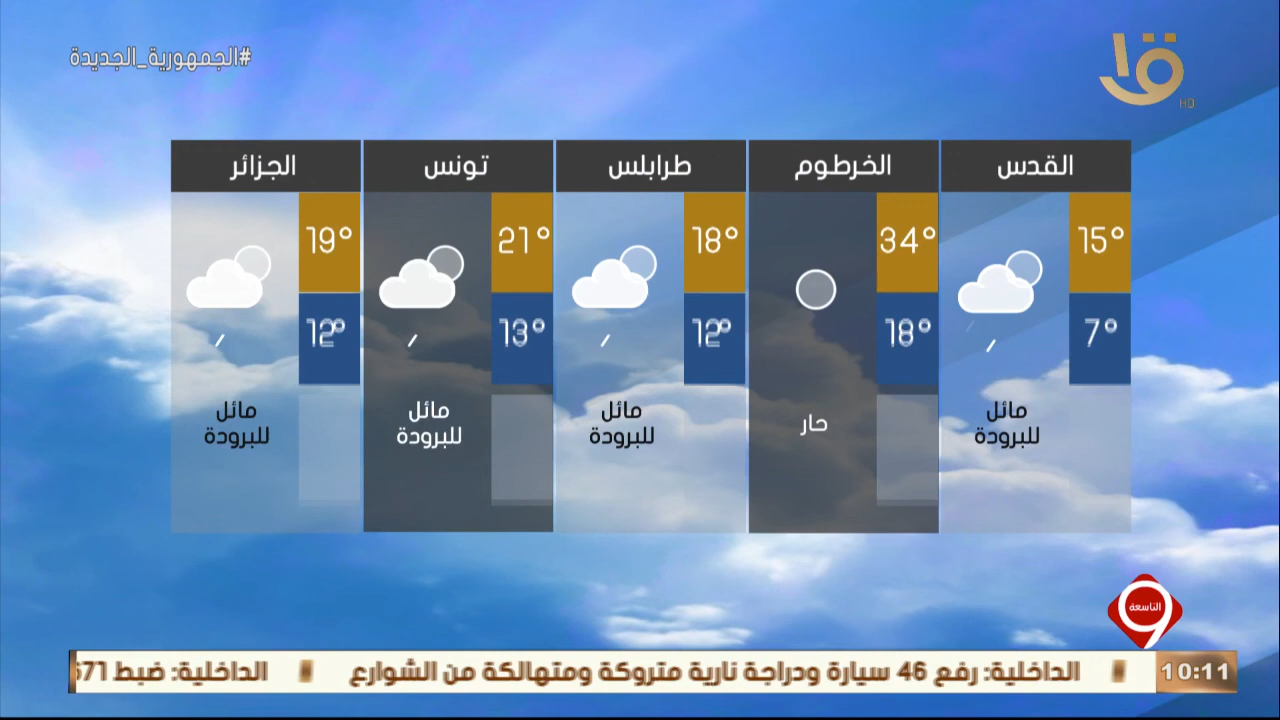 #الجمهورية_الجديدة
HD
القدس
15°
7°
مائل
للبرودة
الخرطوم
34°
18°
حار
طرابلس
18°
12°
مائل
للبرودة
تونس
21°
13°
مائل
للبرودة
الجزائر
19°
12°
مائل
للبرودة
التاسعة
9
10:11
الداخلية: رفع 46 سيارة ودراجة نارية متروكة ومتهالكة من الشوارع
الداخلية: ضبط